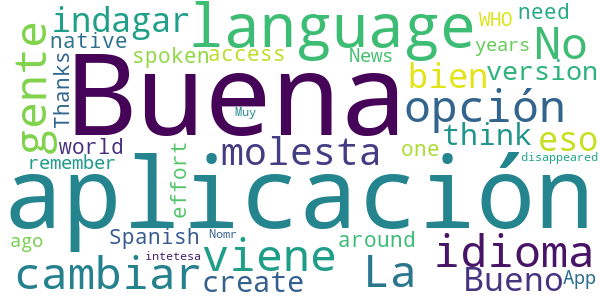 indagar language WHO need
native No
gente Thanks Buena spoken access News years
bien version
opción
world molesta think eso
remember effort Muy one disappeared
aplicación
ago Spanish Nomr around idioma
intetesa viene La
cambiar create Bueno App